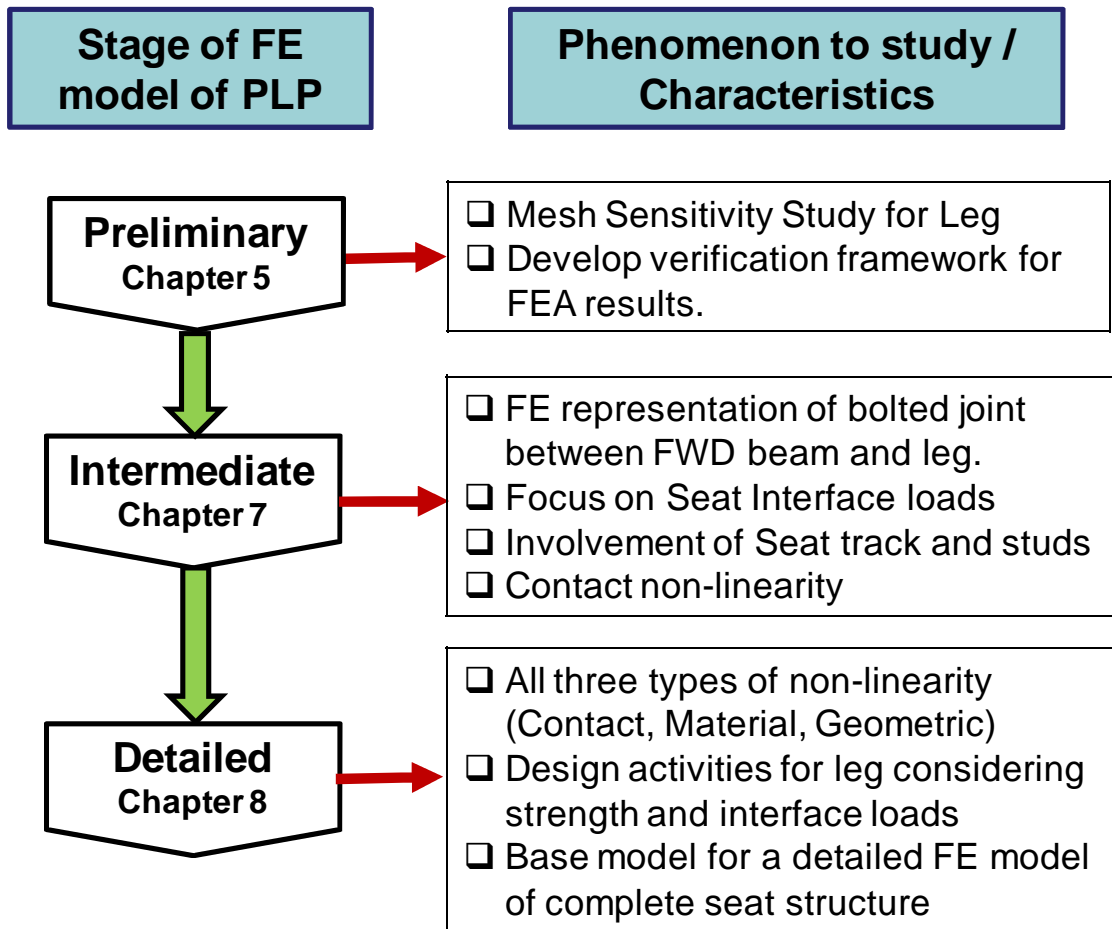 Stage of FE
model of PLP
Phenomenon to study /
Characteristics
Preliminary
Chapter 5
❑ Mesh Sensitivity Study for Leg
❑ Develop verification framework for
FEA results.
Intermediate
Chapter 7
❑ FE representation of bolted joint
between FWD beam and leg.
❑ Focus on Seat Interface loads
❑ Involvement of Seat track and studs
❑ Contact non-linearity
Detailed
Chapter 8
❑ All three types of non-linearity
(Contact, Material, Geometric)
❑ Design activities for leg considering
strength and interface loads
❑ Base model for a detailed FE model
of complete seat structure